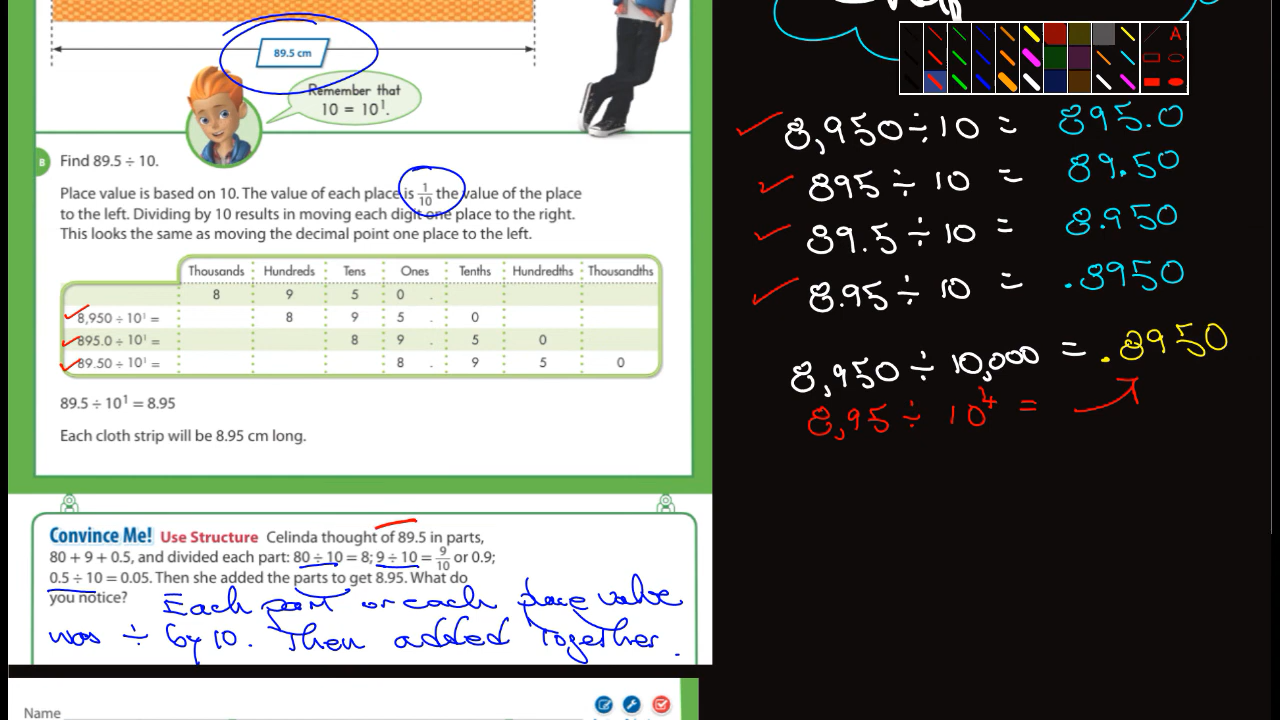 89.5 cm
Remember that
10 = 10¹.
B Find 89.5 ÷ 10.
Place value is based on 10. The value of each place is 1/10 the value of the place
to the left. Dividing by 10 results in moving each digit one place to the right.
This looks the same as moving the decimal point one place to the left.
Thousands Hundreds Tens Ones Tenths Hundredths Thousandths
8 9 5 0 .
8,950 ÷ 10¹ = 8 9 5 . 0
895.0 ÷ 10¹ = 8 9 . 5 0
89.50 ÷ 10¹ = 8 . 9 5 0
89.5 ÷ 10¹ = 8.95
Each cloth strip will be 8.95 cm long.
Convince Me! Use Structure Celinda thought of 89.5 in parts,
80 + 9 + 0.5, and divided each part: 80 ÷ 10 = 8; 9 ÷ 10 = 9/10 or 0.9;
0.5 ÷ 10 = 0.05. Then she added the parts to get 8.95. What do
you notice? Each part or each place value
was ÷ by 10. Then added together.
Name
A
8,950 ÷ 10 = 895.0
895 ÷ 10 = 89.50
89.5 ÷ 10 = 8.950
8.95 ÷ 10 = .8950
8,950 ÷ 10,000 = .8950
8,95 ÷ 10⁴ =